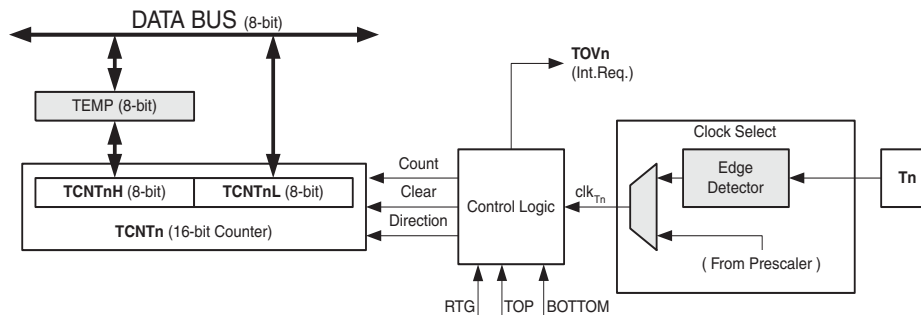 DATA BUS (8-bit)
TOVn
(Int.Req.)
TEMP (8-bit)
Clock Select
Count
Edge
Detector
Tn
TCNTnH (8-bit)
TCNTnL (8-bit)
Clear
Control Logic
clkTn
TCNTn (16-bit Counter)
Direction
( From Prescaler )
RTG
TOP
BOTTOM